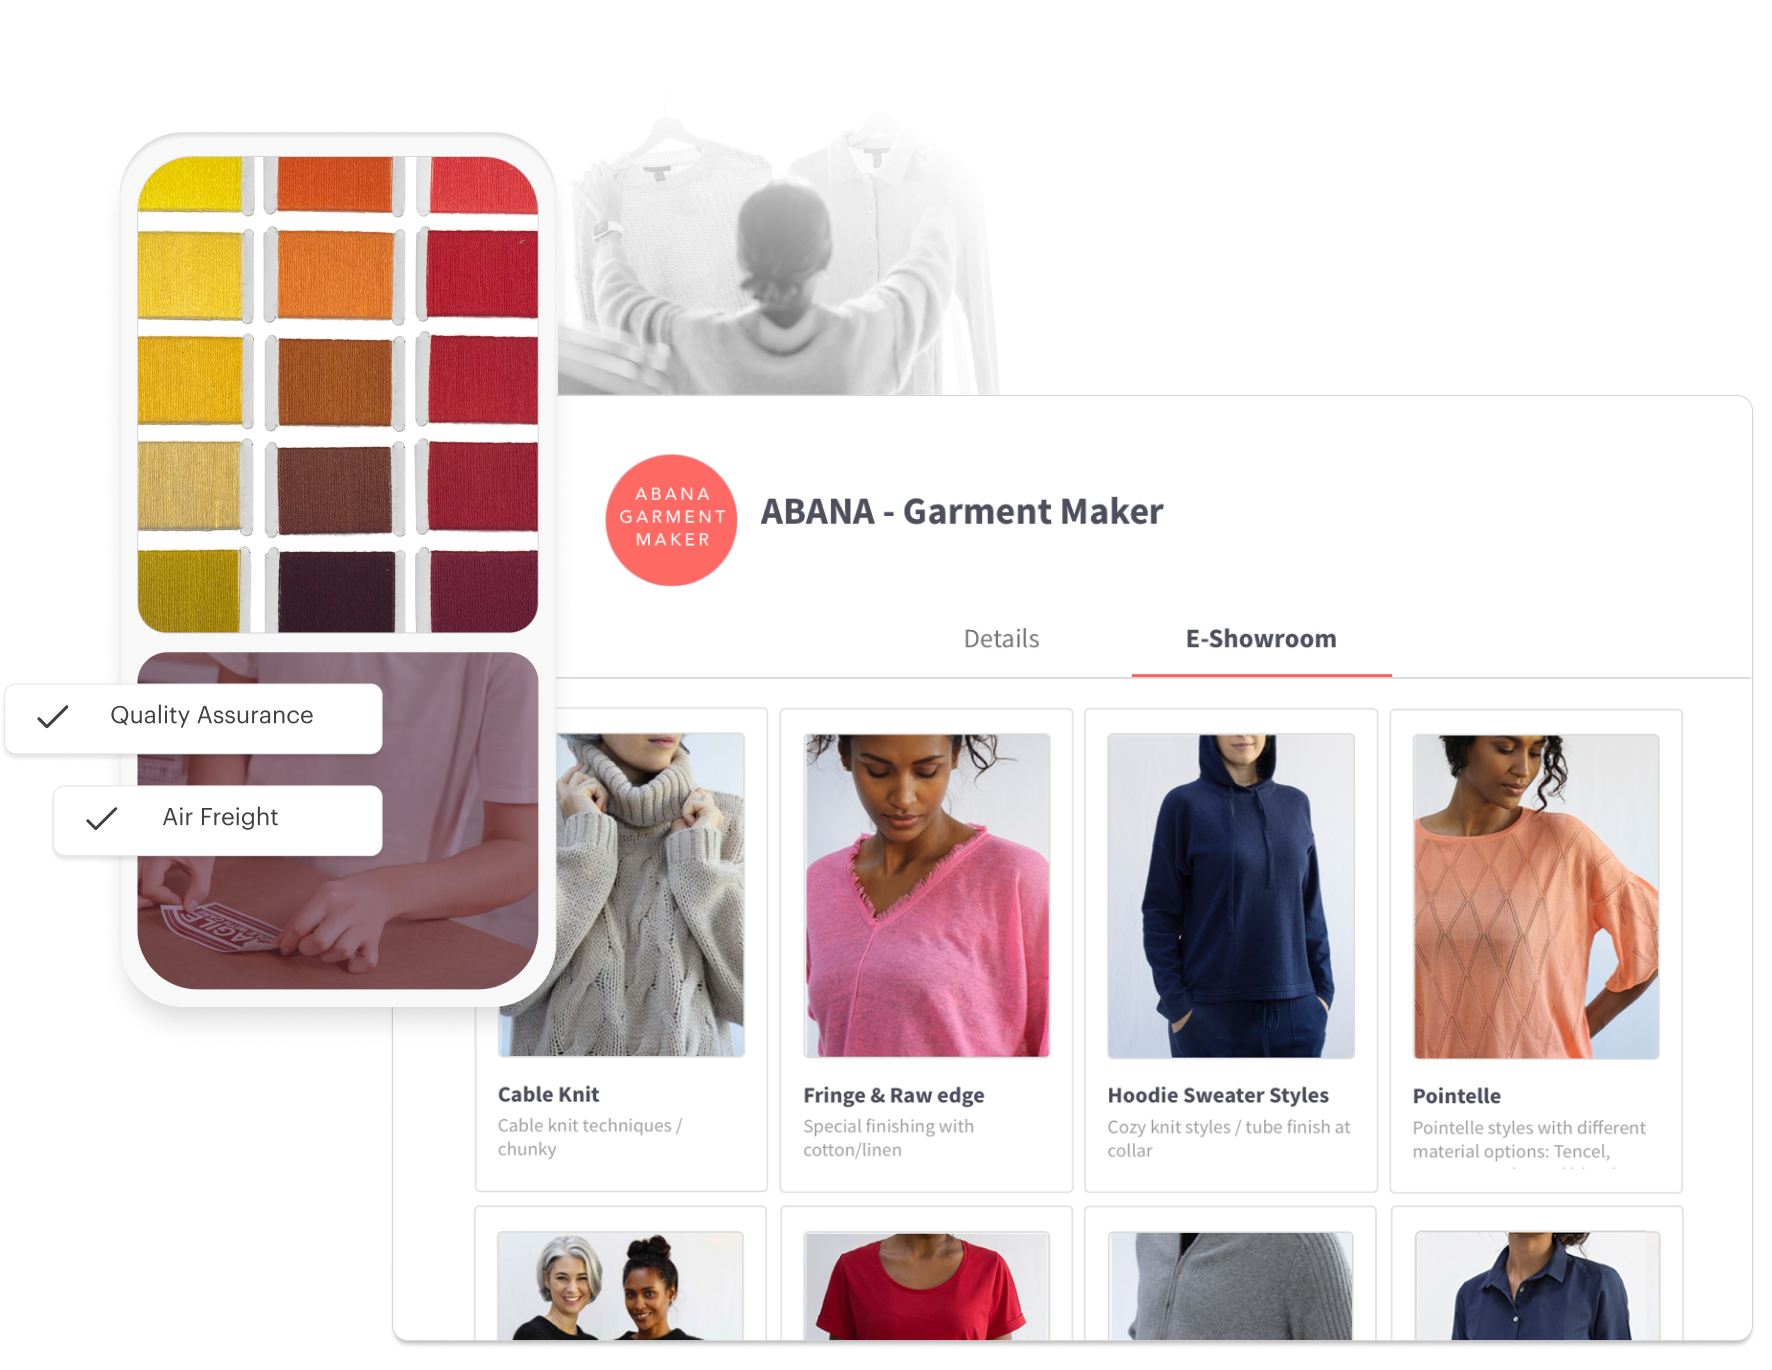 ABANA
GARMENT
MAKER
ABANA - Garment Maker
Details
E-Showroom
Quality Assurance
Air Freight
AGILE
Cable Knit
Cable knit techniques /
chunky
Fringe & Raw edge
Special finishing with
cotton/linen
Hoodie Sweater Styles
Cozy knit styles / tube finish at
collar
Pointelle
Pointelle styles with different
material options: Tencel,